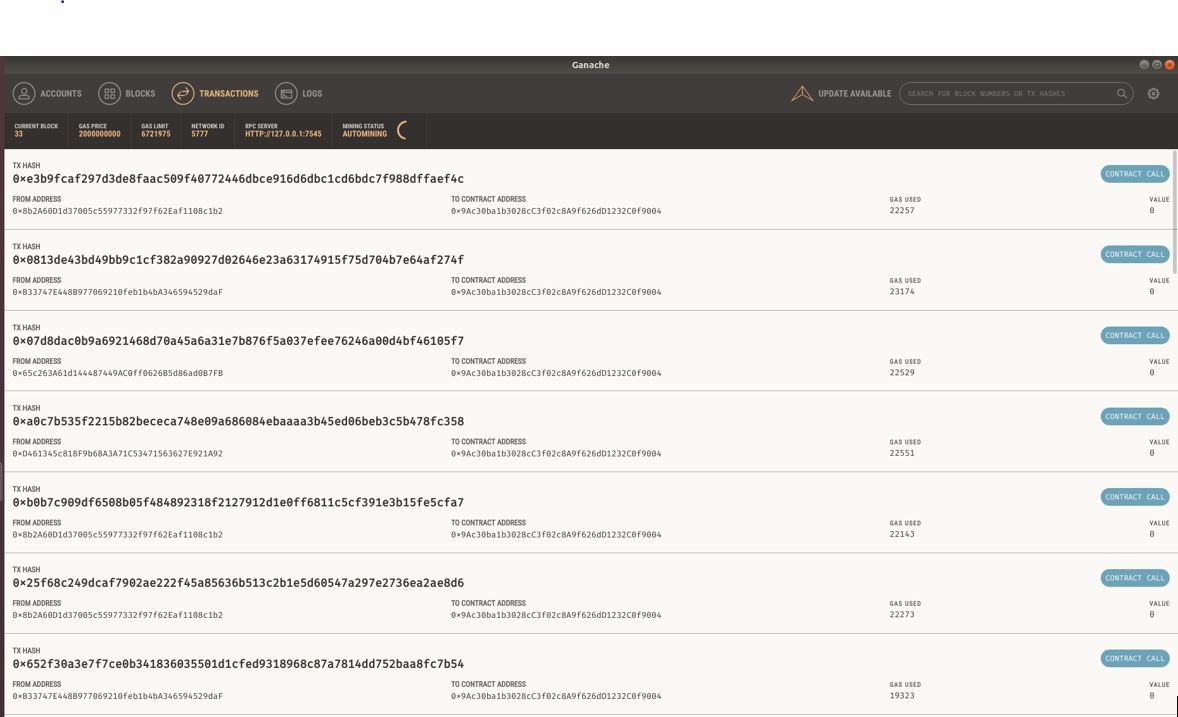 Ganache
ACCOUNTS BLOCKS TRANSACTIONS LOGS UPDATE AVAILABLE SEARCH FOR BLOCK NUMBERS OR TX HASHES
CURRENT BLOCK GAS PRICE GAS LIMIT NETWORK ID RPC SERVER MINING STATUS
33 2000000000 6721975 5777 HTTP://127.0.0.1:7545 AUTOMINING
TX HASH
0×e3b9fcaf297d3de8faac509f40772446dbce916d6dbc1cd6bdc7f988dffaef4c CONTRACT CALL
FROM ADDRESS TO CONTRACT ADDRESS GAS USED VALUE
0×8b2A60D1d37005c55977332f97f62Eaf1108c1b2 0×9Ac30ba1b3028cC3f02c8A9f626dD1232C0f9004 22257 0
TX HASH
0×0813de43bd49bb9c1cf382a90927d02646e23a63174915f75d704b7e64af274f CONTRACT CALL
FROM ADDRESS TO CONTRACT ADDRESS GAS USED VALUE
0×B33747E448B977069210feb1b4bA346594529daF 0×9Ac30ba1b3028cC3f02c8A9f626dD1232C0f9004 23174 0
TX HASH
0×07d8dac0b9a6921468d70a45a6a31e7b876f5a037efee76246a00d4bf46105f7 CONTRACT CALL
FROM ADDRESS TO CONTRACT ADDRESS GAS USED VALUE
0×65c263A61d144487449AC0ff0626B5d86ad0B7FB 0×9Ac30ba1b3028cC3f02c8A9f626dD1232C0f9004 22529 0
TX HASH
0×a0c7b535f2215b82bececa748e09a686084ebaaaa3b45ed06beb3c5b478fc358 CONTRACT CALL
FROM ADDRESS TO CONTRACT ADDRESS GAS USED VALUE
0×D461345c818F9b68A3A71C53471563627E921A92 0×9Ac30ba1b3028cC3f02c8A9f626dD1232C0f9004 22551 0
TX HASH
0×b0b7c909df6508b05f484892318f2127912d1e0ff6811c5cf391e3b15fe5cfa7 CONTRACT CALL
FROM ADDRESS TO CONTRACT ADDRESS GAS USED VALUE
0×8b2A60D1d37005c55977332f97f62Eaf1108c1b2 0×9Ac30ba1b3028cC3f02c8A9f626dD1232C0f9004 22143 0
TX HASH
0×25f68c249dcaf7902ae222f45a85636b513c2b1e5d60547a297e2736ea2ae8d6 CONTRACT CALL
FROM ADDRESS TO CONTRACT ADDRESS GAS USED VALUE
0×8b2A60D1d37005c55977332f97f62Eaf1108c1b2 0×9Ac30ba1b3028cC3f02c8A9f626dD1232C0f9004 22273 0
TX HASH
0×652f30a3e7f7ce0b341836035501d1cfed9318968c87a7814dd752baa8fc7b54 CONTRACT CALL
FROM ADDRESS TO CONTRACT ADDRESS GAS USED VALUE
0×B33747E448B977069210feb1b4bA346594529daF 0×9Ac30ba1b3028cC3f02c8A9f626dD1232C0f9004 19323 0